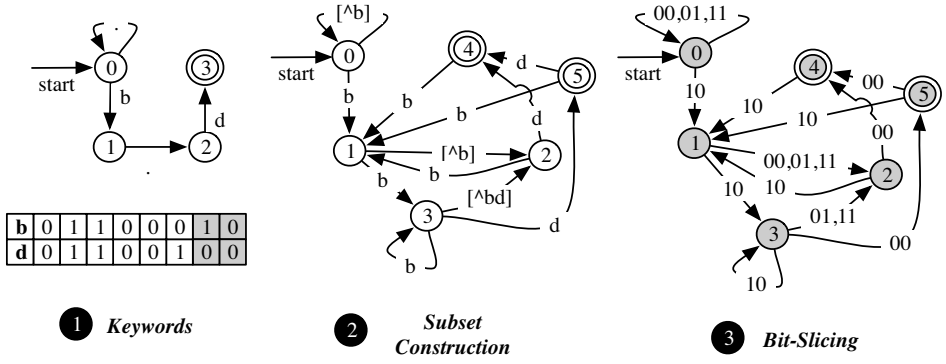 .
0
start
b
1
.
2
d
3
b 0 1 1 0 0 0 1 0
d 0 1 1 0 0 1 0 0
1 Keywords
[^b]
0
start
b
4
b
d
5
b
d
1
[^b]
2
b
b
[^bd]
3
d
b
2 Subset
Construction
00,01,11
0
start
10
4
10
00
5
10
00
1
00,01,11
2
10
10
01,11
3
00
10
3 Bit-Slicing